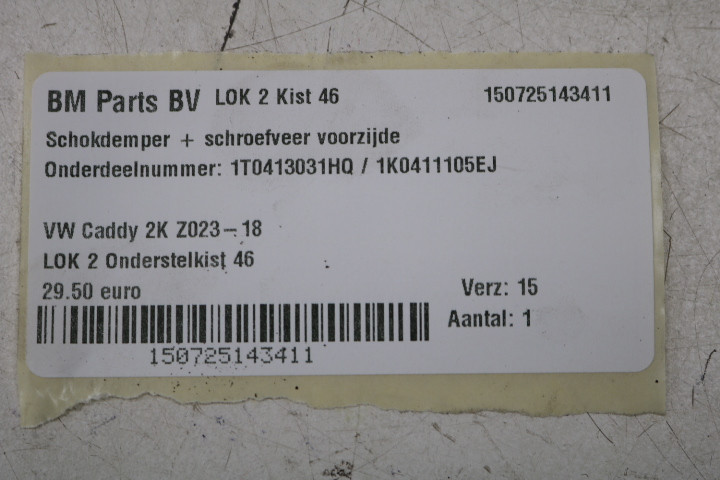 BM Parts BV LOK 2 Kist 46 150725143411
Schokdemper + schroefveer voorzijde
Onderdeelnummer: 1T0413031HQ / 1K0411105EJ
VW Caddy 2K Z023-18
LOK 2 Onderstelkist 46
29.50 euro Verz: 15
Aantal: 1
150725143411